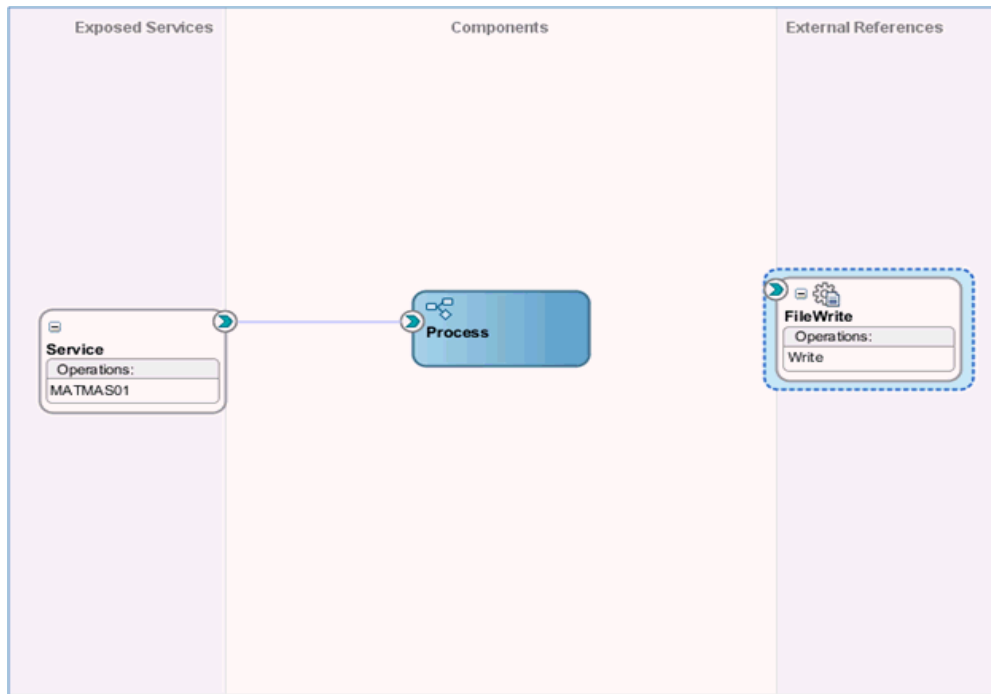 Exposed Services
Components
External References
Service
Operations:
MATMAS01
Process
FileWrite
Operations:
Write